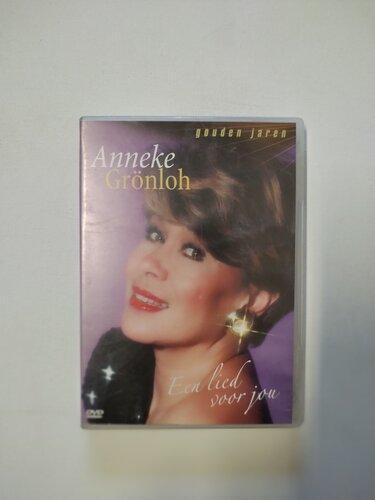 gouden jaren
Anneke
Grönloh
Een lied
voor jou
DVD